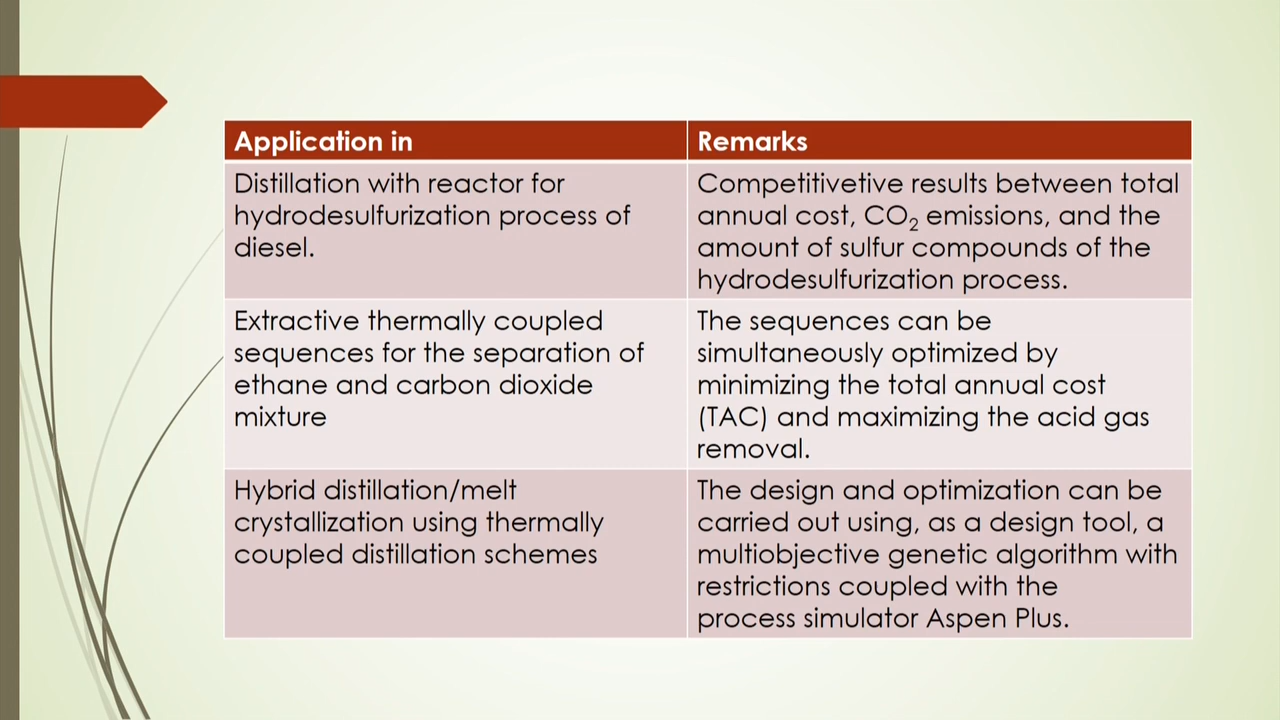 Application in
Remarks
Distillation with reactor for
hydrodesulfurization process of
diesel.
Competitivetive results between total
annual cost, CO₂ emissions, and the
amount of sulfur compounds of the
hydrodesulfurization process.
Extractive thermally coupled
sequences for the separation of
ethane and carbon dioxide
mixture
The sequences can be
simultaneously optimized by
minimizing the total annual cost
(TAC) and maximizing the acid gas
removal.
Hybrid distillation/melt
crystallization using thermally
coupled distillation schemes
The design and optimization can be
carried out using, as a design tool, a
multiobjective genetic algorithm with
restrictions coupled with the
process simulator Aspen Plus.